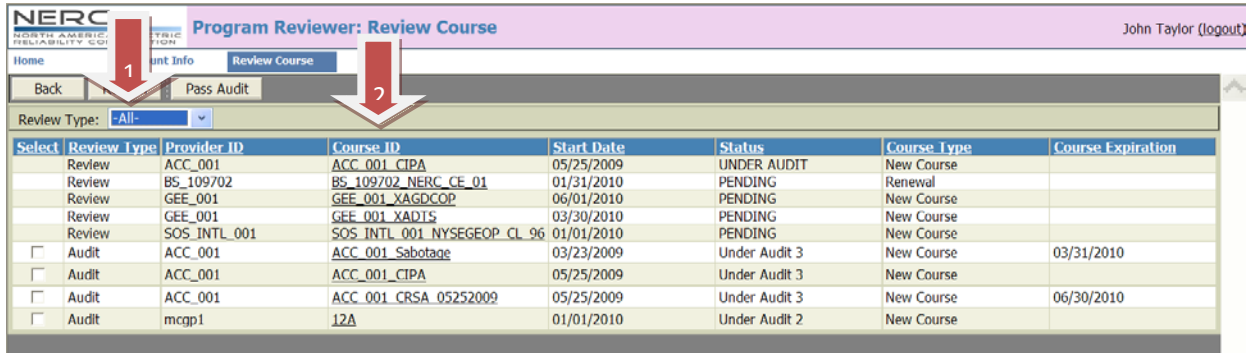 NERC Program Reviewer: Review Course John Taylor (logout)
NORTH AMERICAN ELECTRIC
RELIABILITY CORPORATION
Home Review Course
1 2
Back Pass Audit
Review Type: -All-
Select Review Type Provider ID Course ID Start Date Status Course Type Course Expiration
Review ACC_001 ACC_001_CIPA 05/25/2009 UNDER AUDIT New Course
Review BS_109702 BS_109702_NERC_CE_01 01/31/2010 PENDING Renewal
Review GEE_001 GEE_001_XAGDCOP 06/01/2010 PENDING New Course
Review GEE_001 GEE_001_XADTS 03/30/2010 PENDING New Course
Review SOS_INTL_001 SOS_INTL_001_NYSEGEOP_CL_96 01/01/2010 PENDING New Course
Audit ACC_001 ACC_001_Sabotage 03/23/2009 Under Audit 3 New Course 03/31/2010
Audit ACC_001 ACC_001_CIPA 05/25/2009 Under Audit 3 New Course
Audit ACC_001 ACC_001_CRSA_05252009 05/25/2009 Under Audit 3 New Course 06/30/2010
Audit mcgp1 12A 01/01/2010 Under Audit 2 New Course